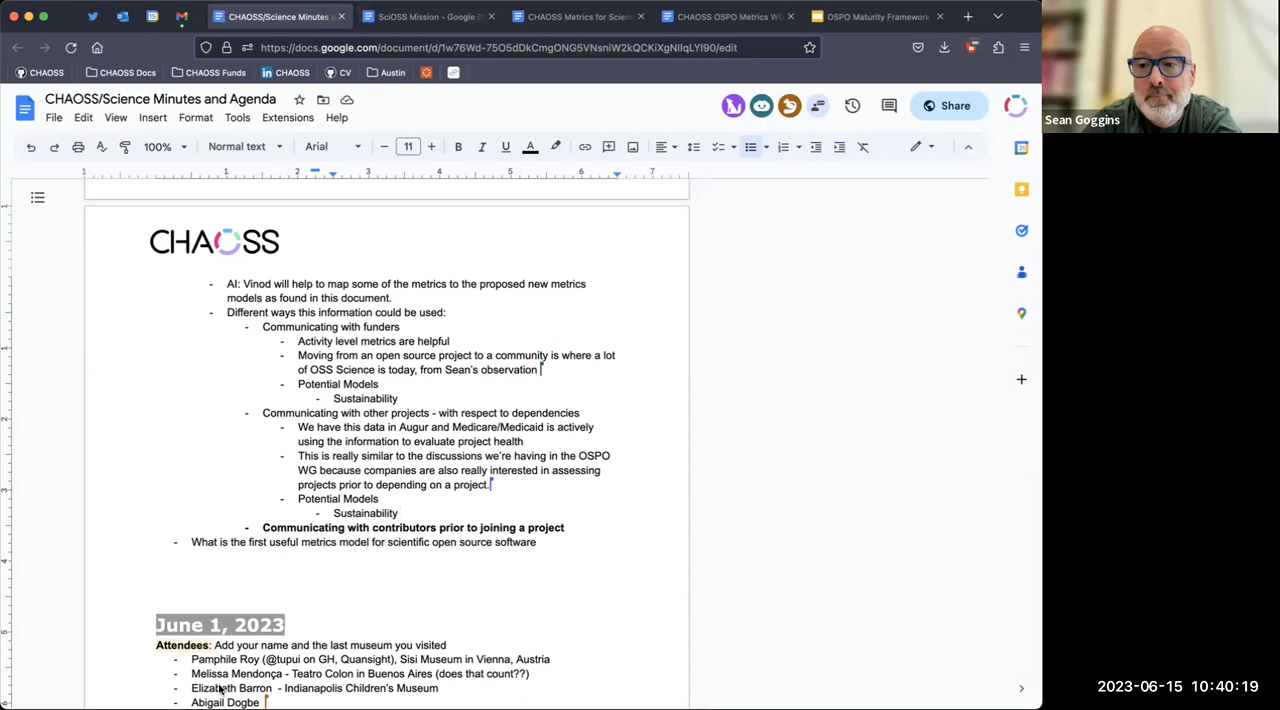 CHAOSS/Science Minutes a
SciOSS Mission - Google D
CHAOSS Metrics for Scien
CHAOSS OSPO Metrics WG
OSPO Maturity Framework
https://docs.google.com/document/d/1w76Wd-75O5dDkCmgONG5VNsniW2kQCKiXgNIIqLYI90/edit
CHAOSS
CHAOSS Docs
CHAOSS Funds
CHAOSS
CV
Austin
CHAOSS/Science Minutes and Agenda
File Edit View Insert Format Tools Extensions Help
Share
100%
Normal text
Arial
11
B I U A
1 1 2 3 4 5 6 7
CHAOSS
- AI: Vinod will help to map some of the metrics to the proposed new metrics
models as found in this document.
- Different ways this information could be used:
- Communicating with funders
- Activity level metrics are helpful
- Moving from an open source project to a community is where a lot
of OSS Science is today, from Sean's observation
- Potential Models
- Sustainability
- Communicating with other projects - with respect to dependencies
- We have this data in Augur and Medicare/Medicaid is actively
using the information to evaluate project health
- This is really similar to the discussions we're having in the OSPO
WG because companies are also really interested in assessing
projects prior to depending on a project.
- Potential Models
- Sustainability
- Communicating with contributors prior to joining a project
- What is the first useful metrics model for scientific open source software
June 1, 2023
Attendees: Add your name and the last museum you visited
- Pamphile Roy (@tupui on GH, Quansight), Sisi Museum in Vienna, Austria
- Melissa Mendonça - Teatro Colon in Buenos Aires (does that count??)
- Elizabeth Barron - Indianapolis Children's Museum
- Abigail Dogbe
Sean Goggins
2023-06-15 10:40:19